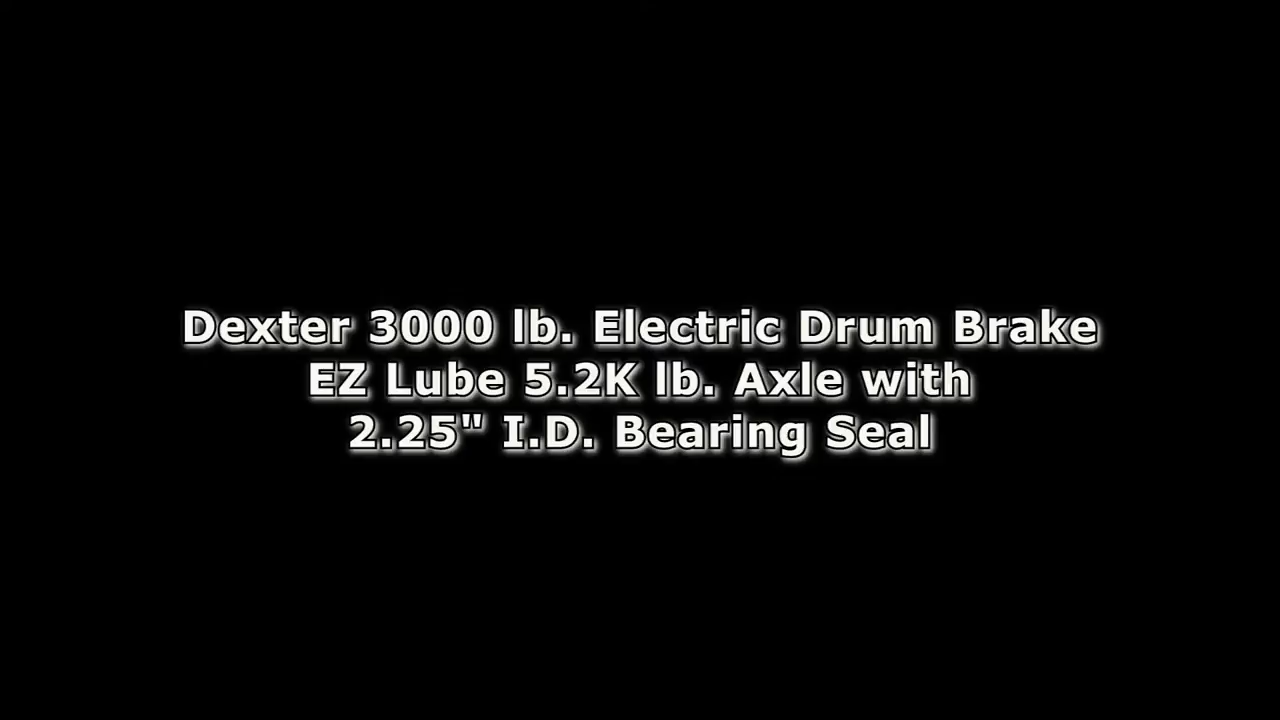 Dexter 3000 lb. Electric Drum Brake
EZ Lube 5.2K lb. Axle with
2.25" I.D. Bearing Seal